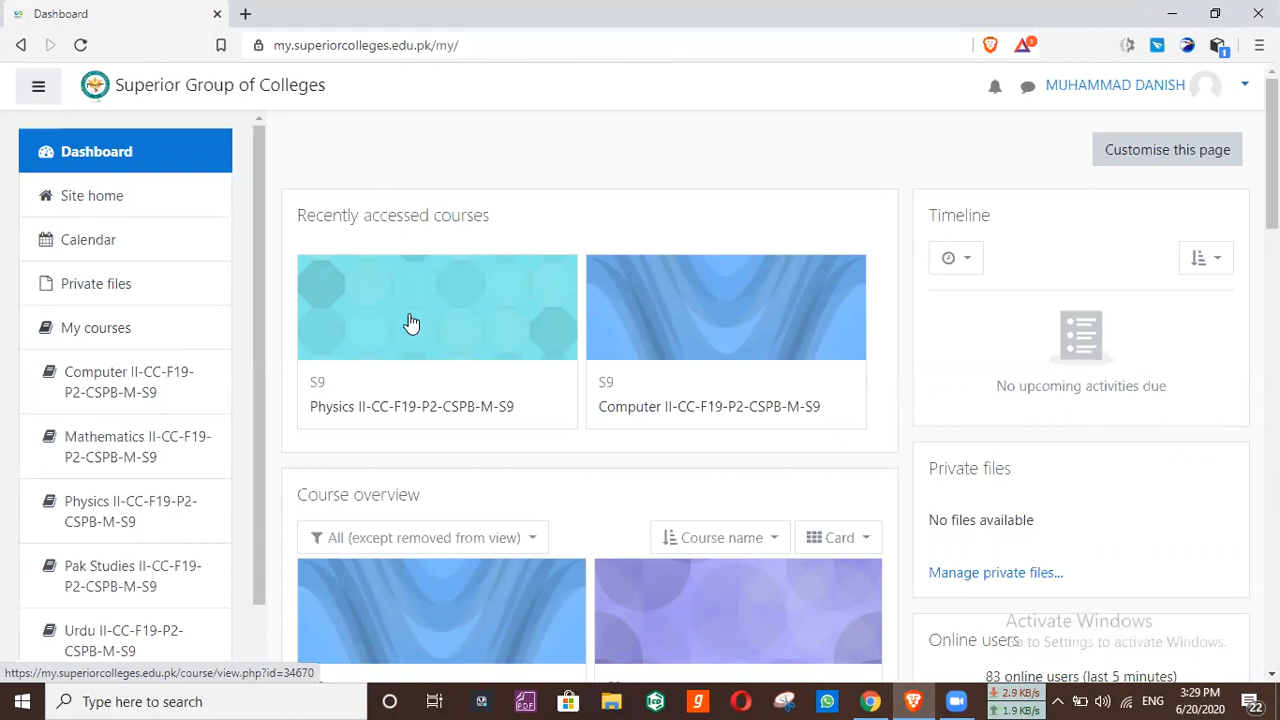 Dashboard
my.superiorcolleges.edu.pk/my/
1
1
Superior Group of Colleges
MUHAMMAD DANISH
Dashboard
Site home
Calendar
Private files
My courses
Computer II-CC-F19-
P2-CSPB-M-S9
Mathematics II-CC-F19-
P2-CSPB-M-S9
Physics II-CC-F19-P2-
CSPB-M-S9
Pak Studies II-CC-F19-
P2-CSPB-M-S9
Urdu II-CC-F19-P2-
CSPB-M-S9
Customise this page
Recently accessed courses
S9
Physics II-CC-F19-P2-CSPB-M-S9
S9
Computer II-CC-F19-P2-CSPB-M-S9
Course overview
All (except removed from view)
Course name
Card
Timeline
No upcoming activities due
Private files
No files available
Manage private files...
Online users
83 online users (last 5 minutes)
Activate Windows
Go to Settings to activate Windows.
https://my.superiorcolleges.edu.pk/course/view.php?id=34670
Type here to search
PDF
g
2.9 KB/s
1.9 KB/s
3:29 PM
6/20/2020
22